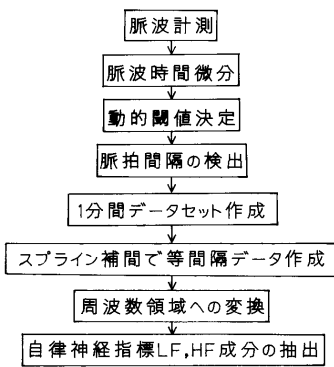 脈波計測
脈波時間微分
動的閾値決定
脈拍間隔の検出
1分間データセット作成
スプライン補間で等間隔データ作成
周波数領域への変換
自律神経指標LF,HF成分の抽出